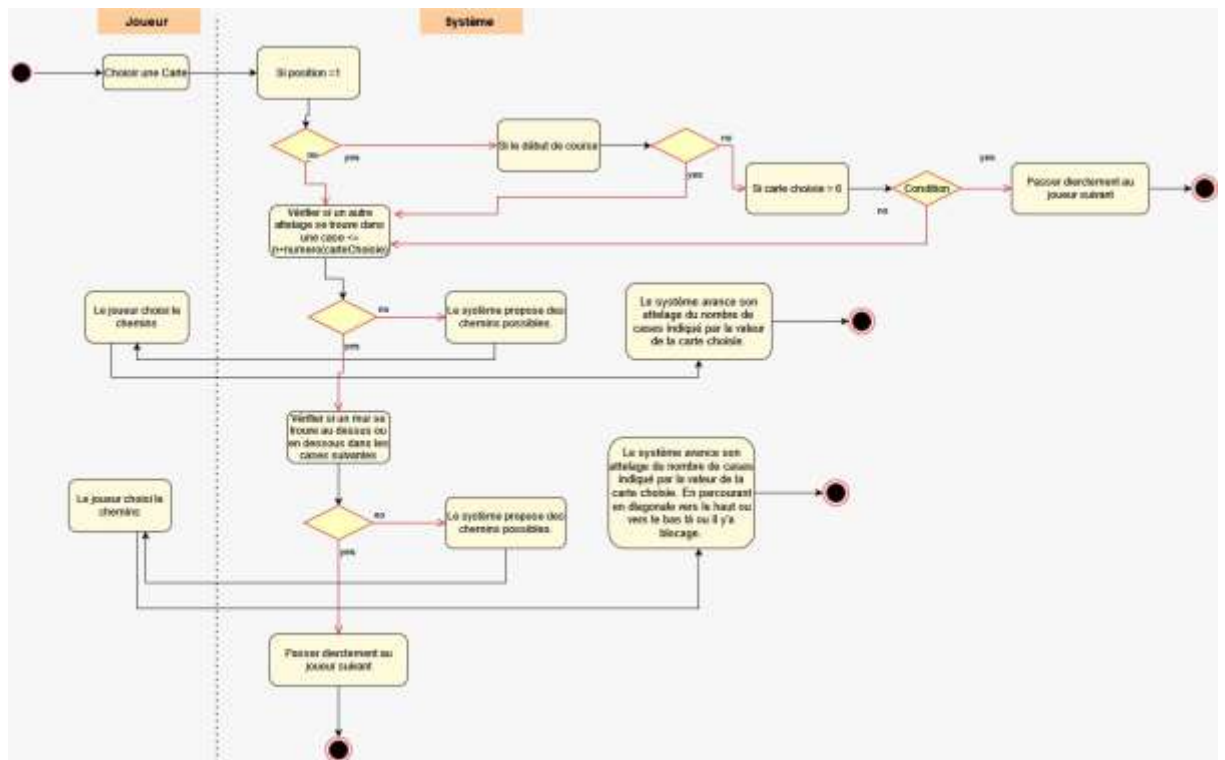 Joueur
Système
Choisir une Carte
Si position =1
no
yes
Si le début de course
no
yes
Si carte choisie = 6
Condition
yes
no
Passer dierctement au
joueur suivant
Vérifier si un autre
attelage se trouve dans
une case <=
n+numero(carteChoisie)
no
yes
Le joueur choisi le
chemins
Le système propose des
chemins possibles.
Le système avance son
attelage du nombre de
cases indiqué par la valeur
de la carte choisie.
Vérifier si un mur se
trouve au dessus ou
en dessous dans les
cases suivantes
no
yes
Le joueur choisi le
chemins
Le système propose des
chemins possibles.
Le système avance son
attelage du nombre de cases
indiqué par la valeur de la
carte choisie. En parcourant
en diagonale vers le haut ou
vers le bas là ou il y'a
blocage.
Passer dierctement au
joueur suivant